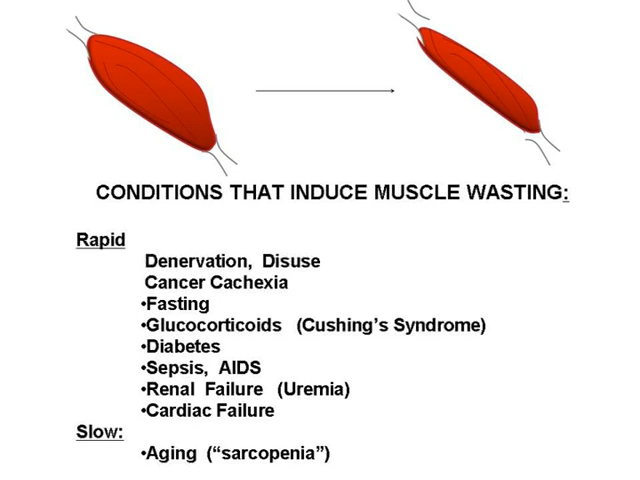 CONDITIONS THAT INDUCE MUSCLE WASTING:
Rapid
Denervation, Disuse
Cancer Cachexia
•Fasting
•Glucocorticoids (Cushing's Syndrome)
•Diabetes
•Sepsis, AIDS
•Renal Failure (Uremia)
•Cardiac Failure
Slow:
•Aging (“sarcopenia”)